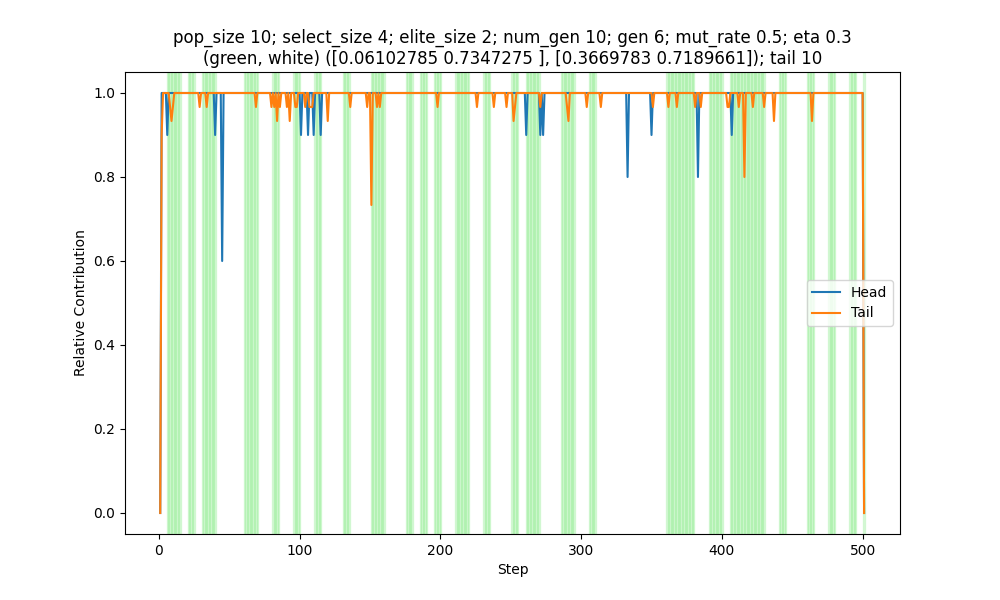 pop_size 10; select_size 4; elite_size 2; num_gen 10; gen 6; mut_rate 0.5; eta 0.3
(green, white) ([0.06102785 0.7347275 ], [0.3669783 0.7189661]); tail 10
1.0
0.8
0.6
0.4
0.2
0.0
Relative Contribution
Head
Tail
0
100
200
300
400
500
Step